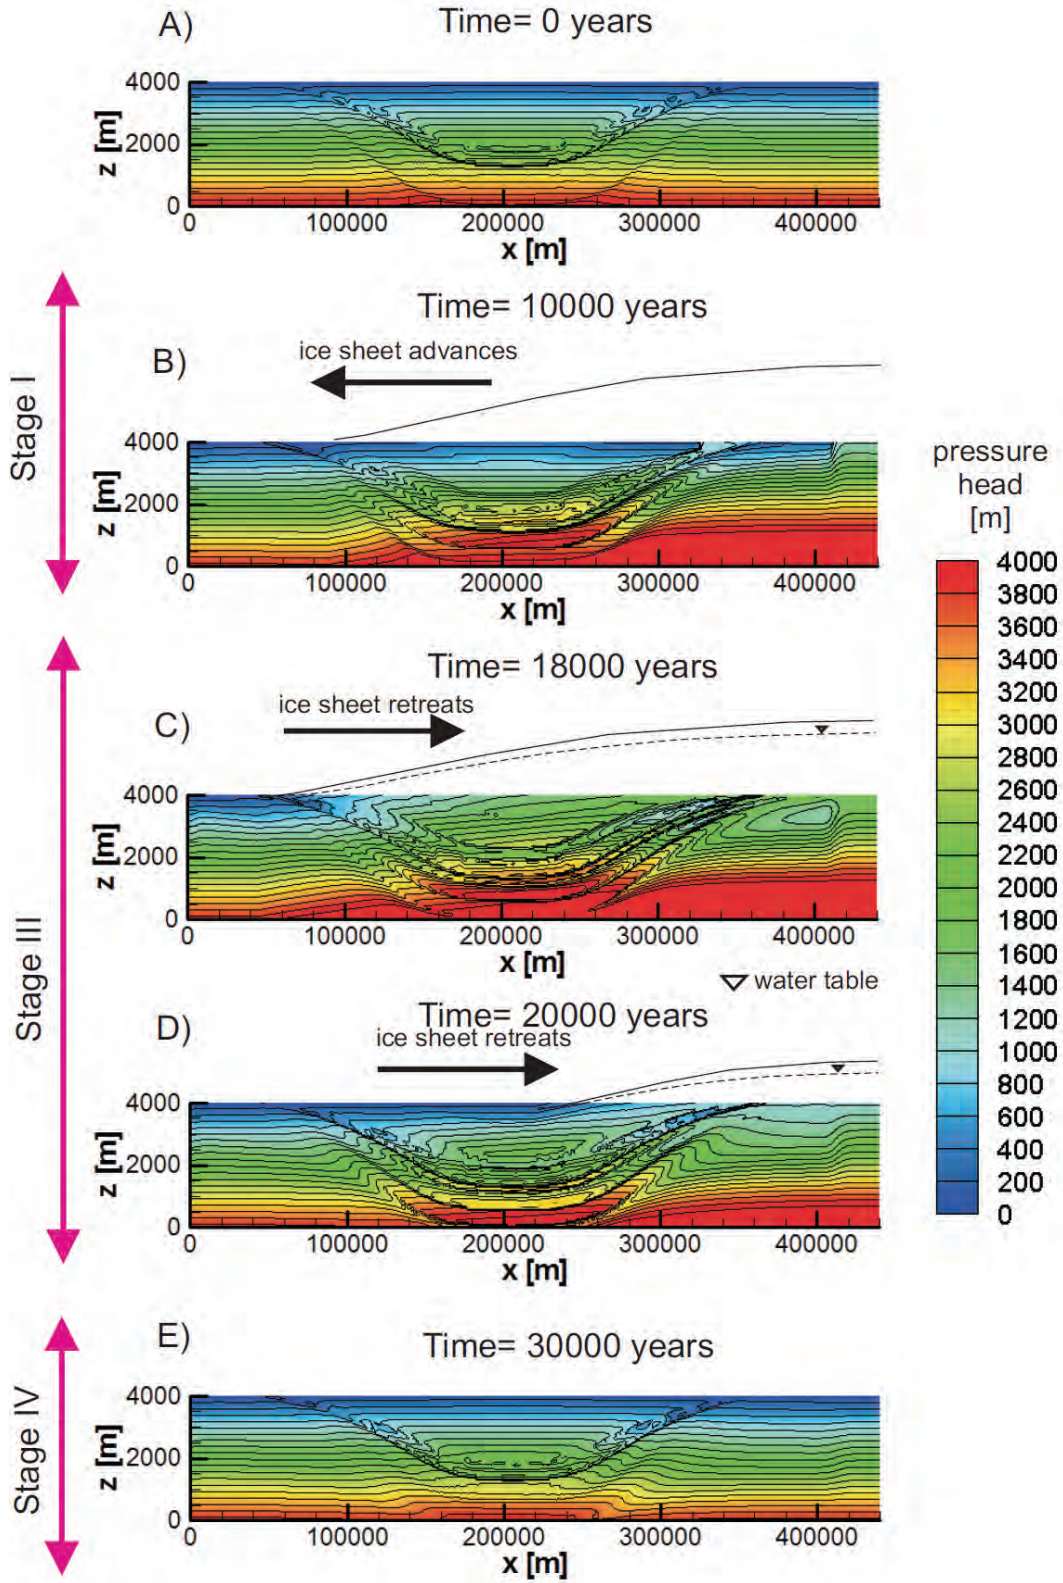 A)
Time= 0 years
4000
2000
0
z [m]
0 100000 200000 300000 400000
x [m]
Stage I
Time= 10000 years
B)
ice sheet advances
4000
2000
0
z [m]
0 100000 200000 300000 400000
x [m]
pressure
head
[m]
4000
3800
3600
3400
3200
3000
2800
2600
2400
2200
2000
1800
1600
1400
1200
1000
800
600
400
200
0
Stage III
Time= 18000 years
C)
ice sheet retreats
4000
2000
0
z [m]
0 100000 200000 300000 400000
x [m]
water table
D)
Time= 20000 years
ice sheet retreats
4000
2000
0
z [m]
0 100000 200000 300000 400000
x [m]
Stage IV
E)
Time= 30000 years
4000
2000
0
z [m]
0 100000 200000 300000 400000
x [m]